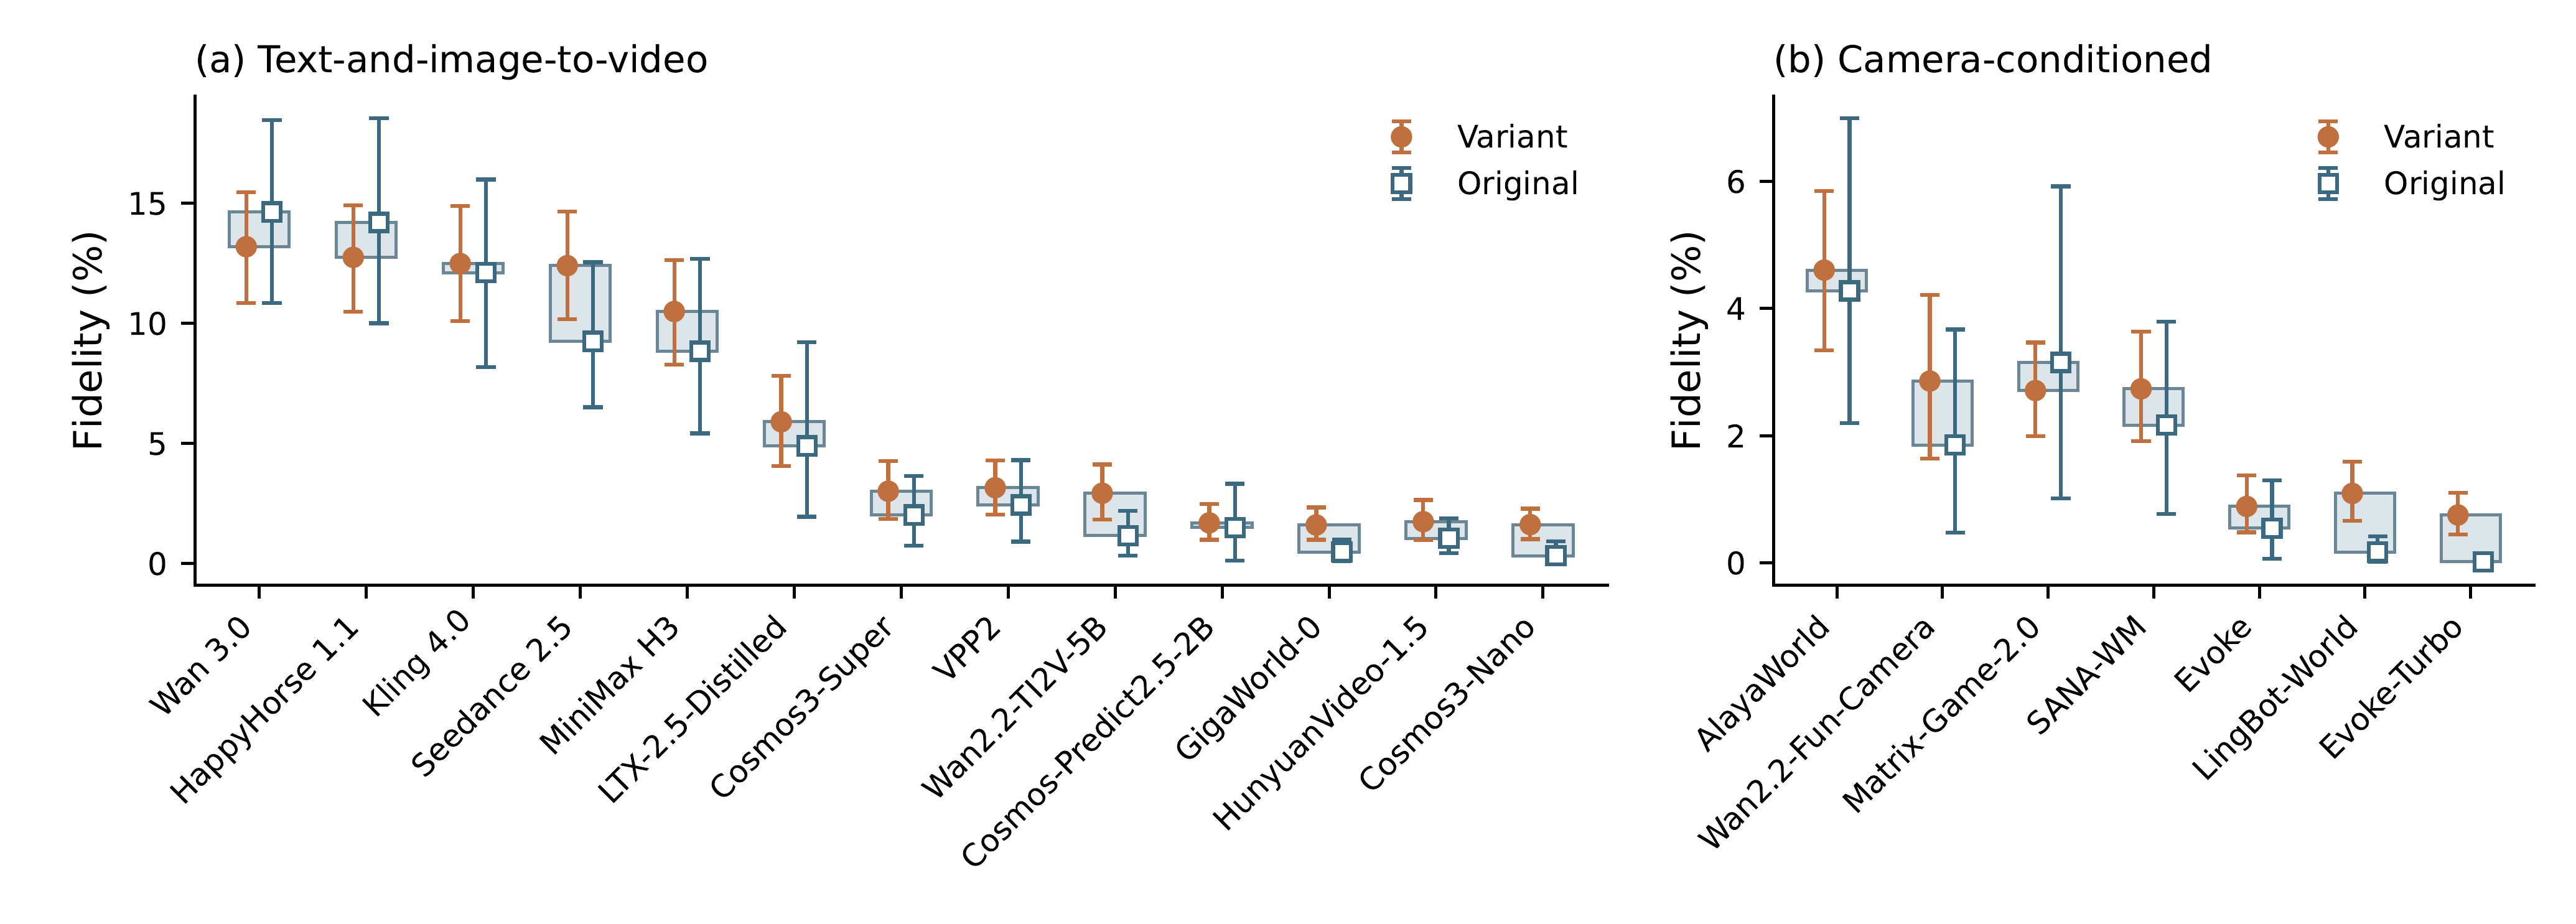 (a) Text-and-image-to-video
Fidelity (%)
15
10
5
0
Variant
Original
Wan 3.0
HappyHorse 1.1
Kling 4.0
Seedance 2.5
MiniMax H3
LTX-2.5-Distilled
Cosmos3-Super
VPP2
Wan2.2-TI2V-5B
Cosmos-Predict2.5-2B
GigaWorld-0
HunyuanVideo-1.5
Cosmos3-Nano
(b) Camera-conditioned
Fidelity (%)
6
4
2
0
Variant
Original
AlayaWorld
Wan2.2-Fun-Camera
Matrix-Game-2.0
SANA-WM
Evoke
LingBot-World
Evoke-Turbo